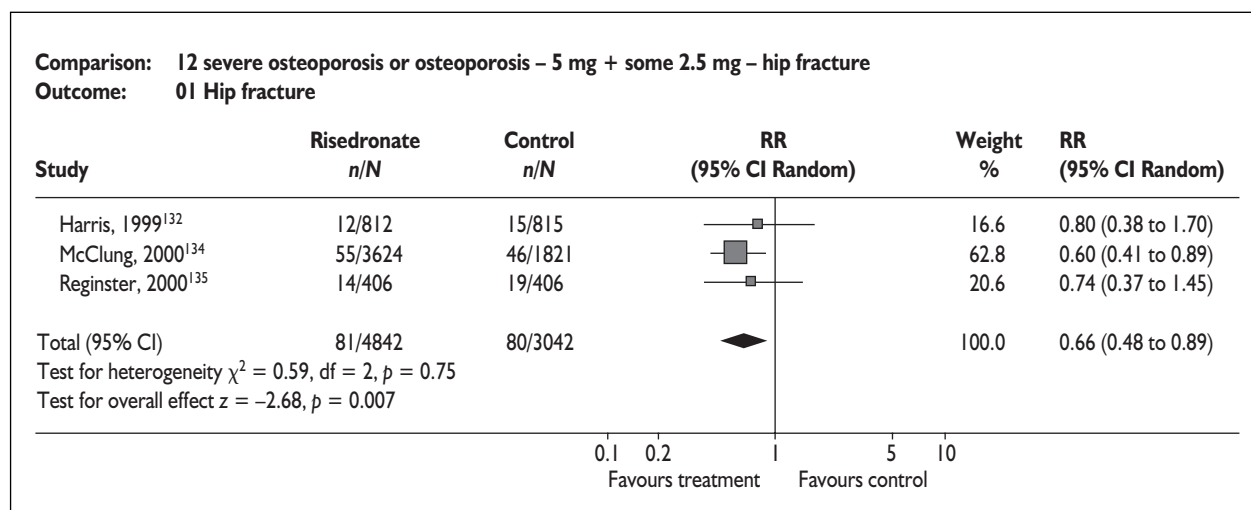 Comparison: 12 severe osteoporosis or osteoporosis – 5 mg + some 2.5 mg – hip fracture
Outcome: 01 Hip fracture
Risedronate Control RR Weight RR
Study n/N n/N (95% CI Random) % (95% CI Random)
Harris, 1999¹³² 12/812 15/815 16.6 0.80 (0.38 to 1.70)
McClung, 2000¹³⁴ 55/3624 46/1821 62.8 0.60 (0.41 to 0.89)
Reginster, 2000¹³⁵ 14/406 19/406 20.6 0.74 (0.37 to 1.45)
Total (95% CI) 81/4842 80/3042 100.0 0.66 (0.48 to 0.89)
Test for heterogeneity χ² = 0.59, df = 2, p = 0.75
Test for overall effect z = –2.68, p = 0.007
0.1 0.2 1 5 10
Favours treatment Favours control